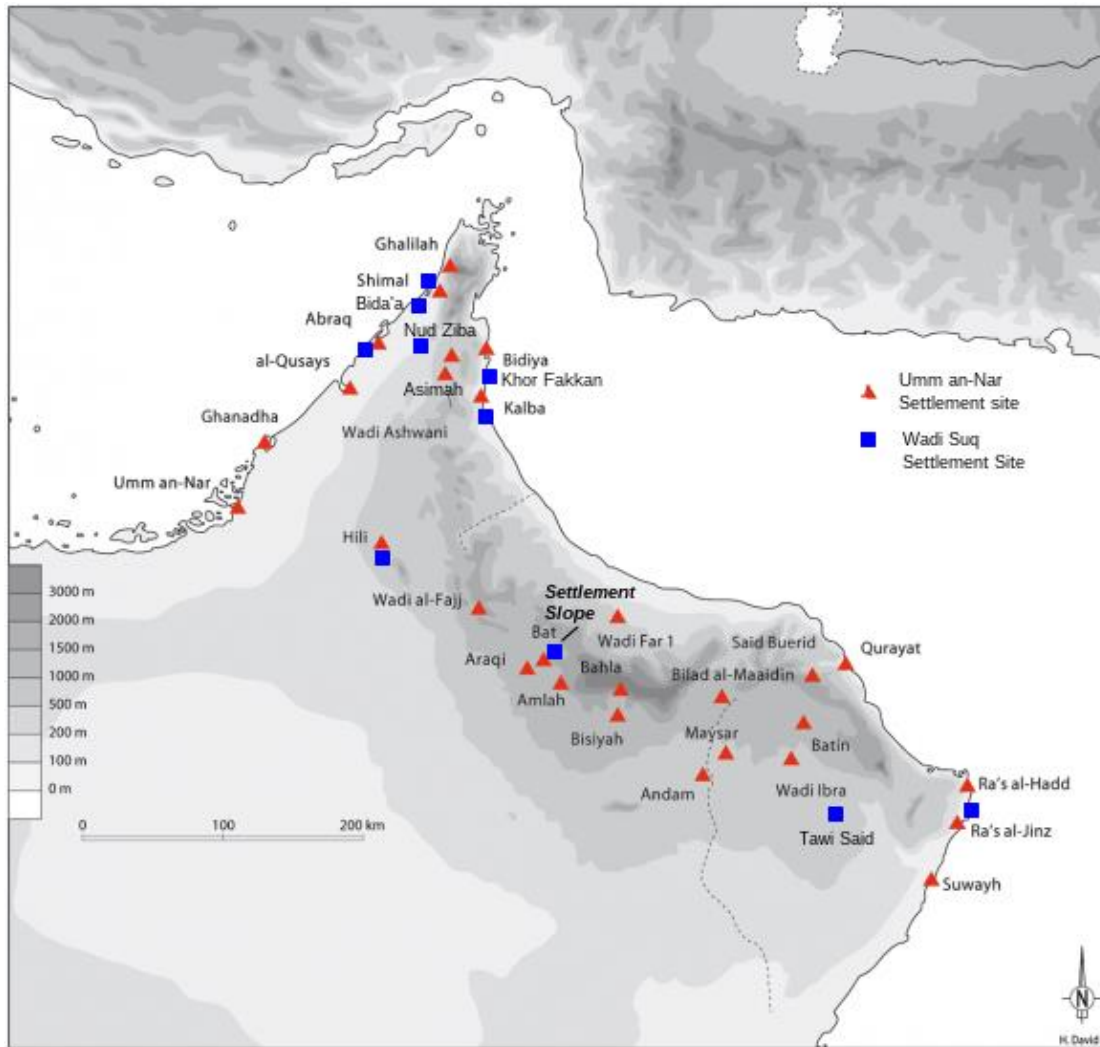 Ghalilah
Shimal
Bida'a
Abraq
Nud Ziba
al-Qusays
Bidiya
Khor Fakkan
Asimah
Kalba
Ghanadha
Wadi Ashwani
Umm an-Nar
Umm an-Nar
Settlement site
Wadi Suq
Settlement Site
Hili
Wadi al-Fajj
Settlement
Slope
Bat
Wadi Far 1
Said Buerid
Qurayat
Araqi
Bahla
Bilad al-Maaidin
Amlah
Bisiyah
Maysar
Batin
Andam
Wadi Ibra
Ra's al-Hadd
Tawi Said
Ra's al-Jinz
Suwayh
3000 m
2000 m
1500 m
1000 m
500 m
200 m
100 m
0 m
0 100 200 km
N
H. David